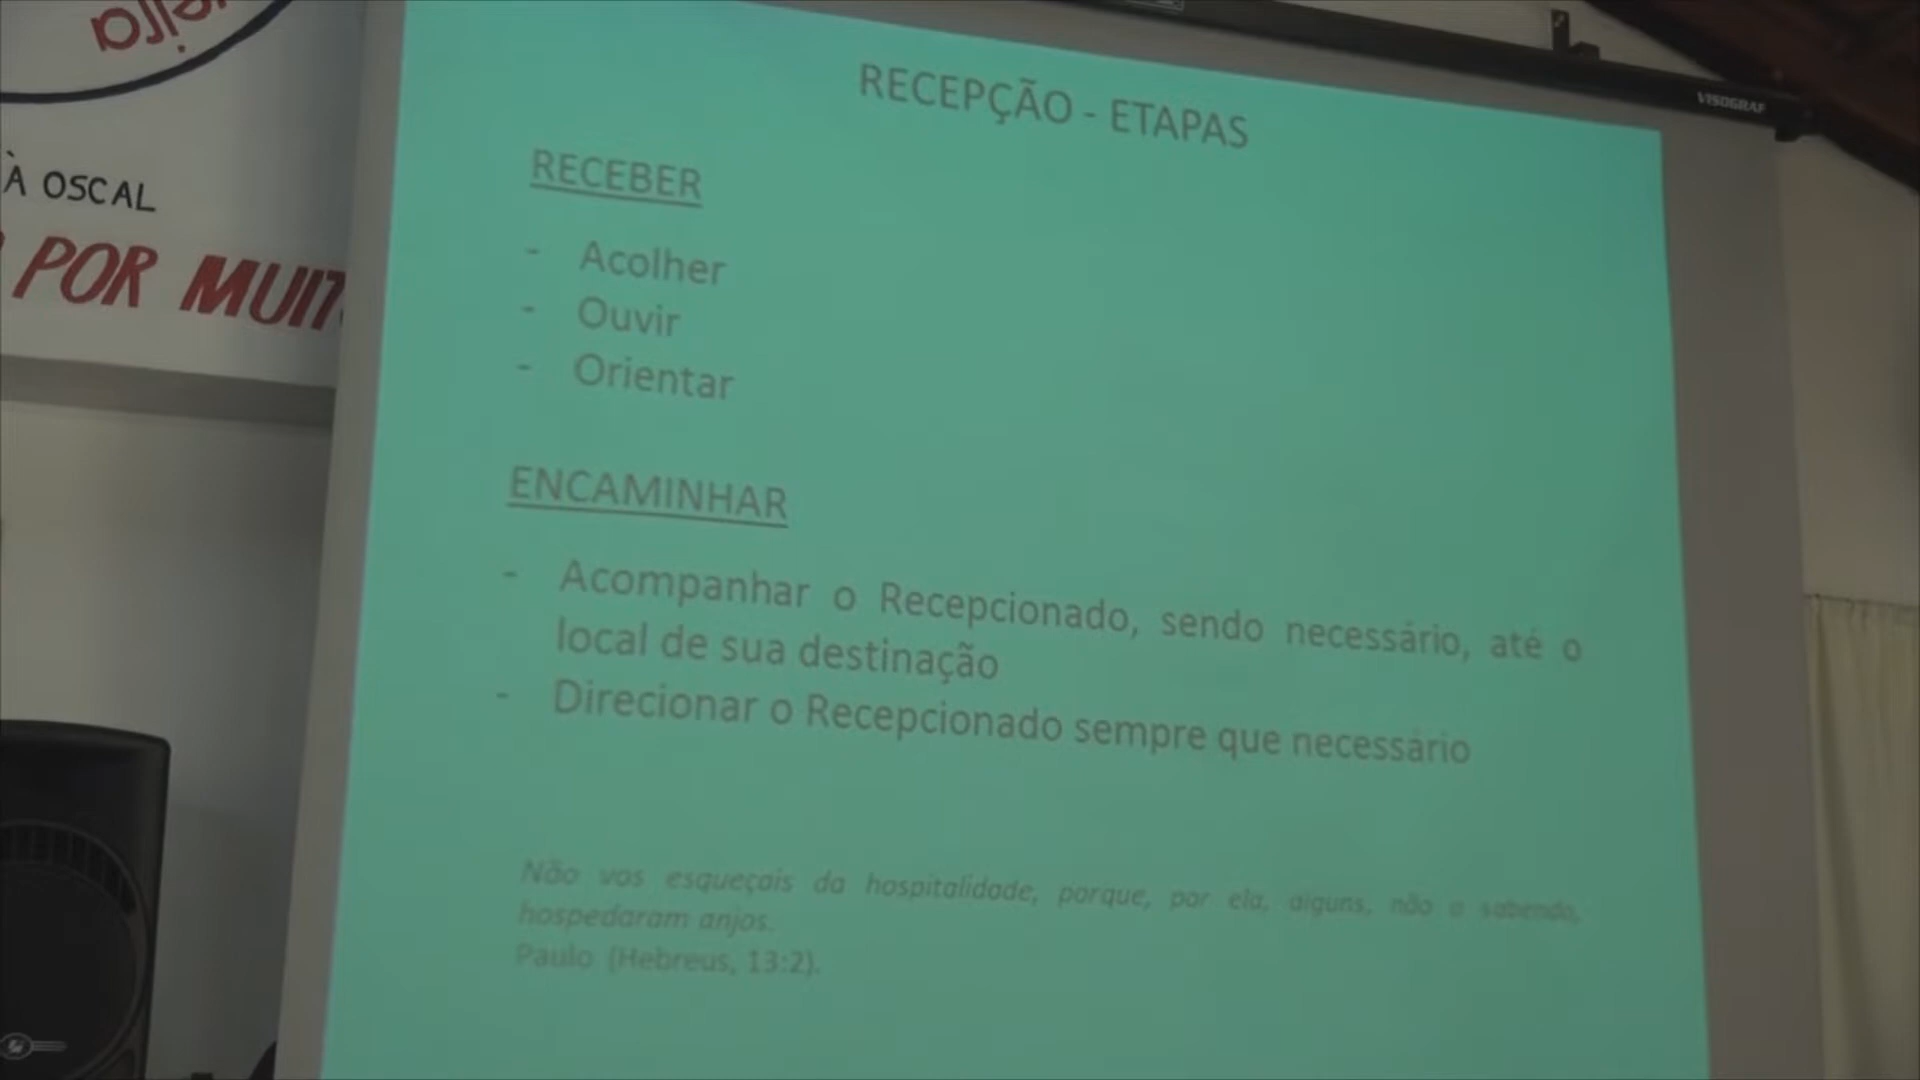 À OSCAL
POR MUIT
VISOGRAF
RECEPÇÃO - ETAPAS
RECEBER
- Acolher
- Ouvir
- Orientar
ENCAMINHAR
- Acompanhar o Recepcionado, sendo necessário, até o
local de sua destinação
- Direcionar o Recepcionado sempre que necessário
Não vos esqueçais da hospitalidade, porque, por ela, alguns, não o sabendo,
hospedaram anjos.
Paulo (Hebreus, 13:2).